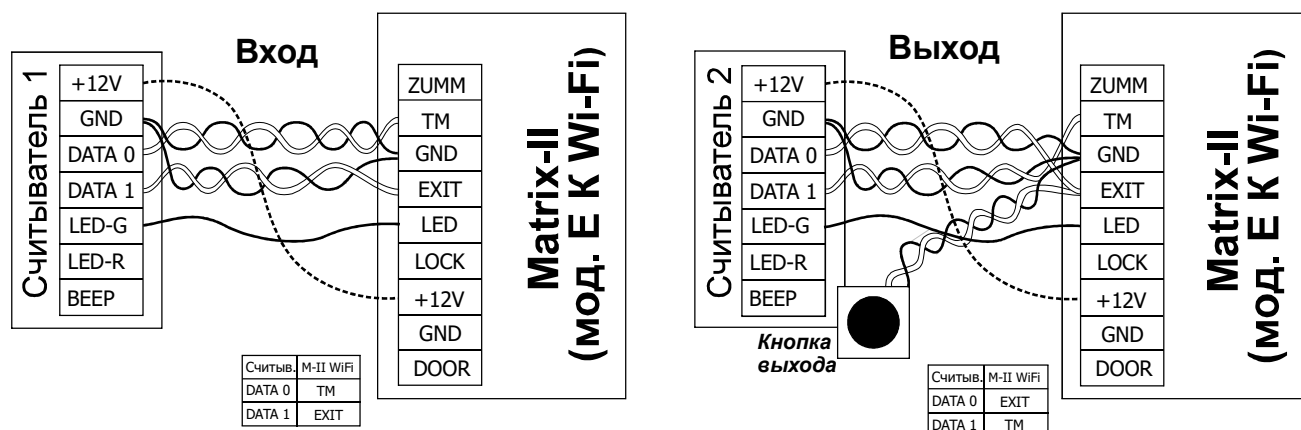 Вход
Считыватель 1
+12V
GND
DATA 0
DATA 1
LED-G
LED-R
BEEP
ZUMM
TM
GND
EXIT
LED
LOCK
+12V
GND
DOOR
Matrix-II
(мод. E K Wi-Fi)
Считыв. M-II WiFi
DATA 0 TM
DATA 1 EXIT
Выход
Считыватель 2
+12V
GND
DATA 0
DATA 1
LED-G
LED-R
BEEP
Кнопка
выхода
ZUMM
TM
GND
EXIT
LED
LOCK
+12V
GND
DOOR
Matrix-II
(мод. E K Wi-Fi)
Считыв. M-II WiFi
DATA 0 EXIT
DATA 1 TM